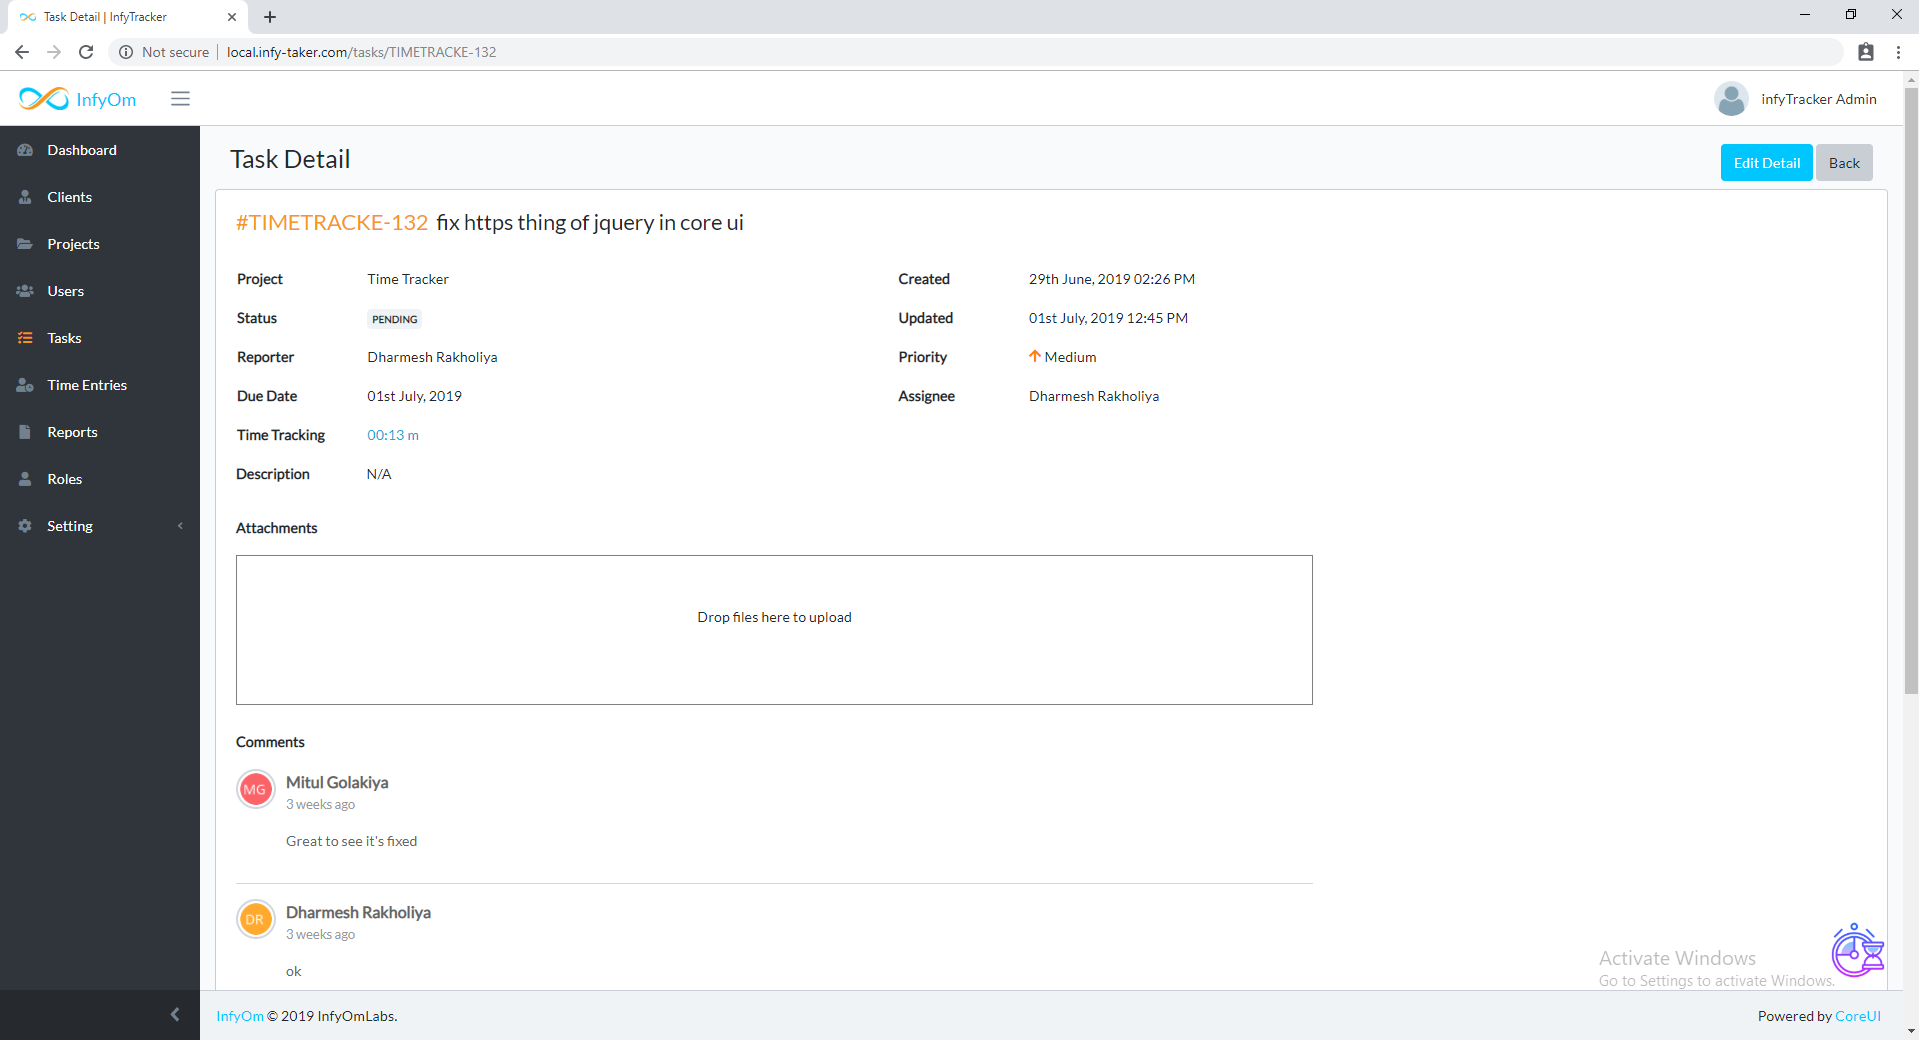 Task Detail | InfyTracker
Not secure | local.infy-taker.com/tasks/TIMETRACKE-132
InfyOm
infyTracker Admin
Dashboard
Clients
Projects
Users
Tasks
Time Entries
Reports
Roles
Setting
Task Detail
Edit Detail
Back
#TIMETRACKE-132 fix https thing of jquery in core ui
Project Time Tracker
Created 29th June, 2019 02:26 PM
Status PENDING
Updated 01st July, 2019 12:45 PM
Reporter Dharmesh Rakholiya
Priority Medium
Due Date 01st July, 2019
Assignee Dharmesh Rakholiya
Time Tracking 00:13 m
Description N/A
Attachments
Drop files here to upload
Comments
MG
Mitul Golakiya
3 weeks ago
Great to see it's fixed
DR
Dharmesh Rakholiya
3 weeks ago
ok
Activate Windows
Go to Settings to activate Windows.
InfyOm © 2019 InfyOmLabs.
Powered by CoreUI